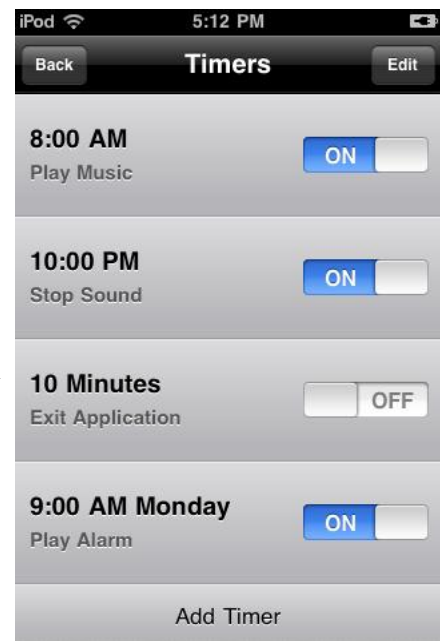 iPod 5:12 PM
Back Timers Edit
8:00 AM
Play Music
ON
10:00 PM
Stop Sound
ON
10 Minutes
Exit Application
OFF
9:00 AM Monday
Play Alarm
ON
Add Timer